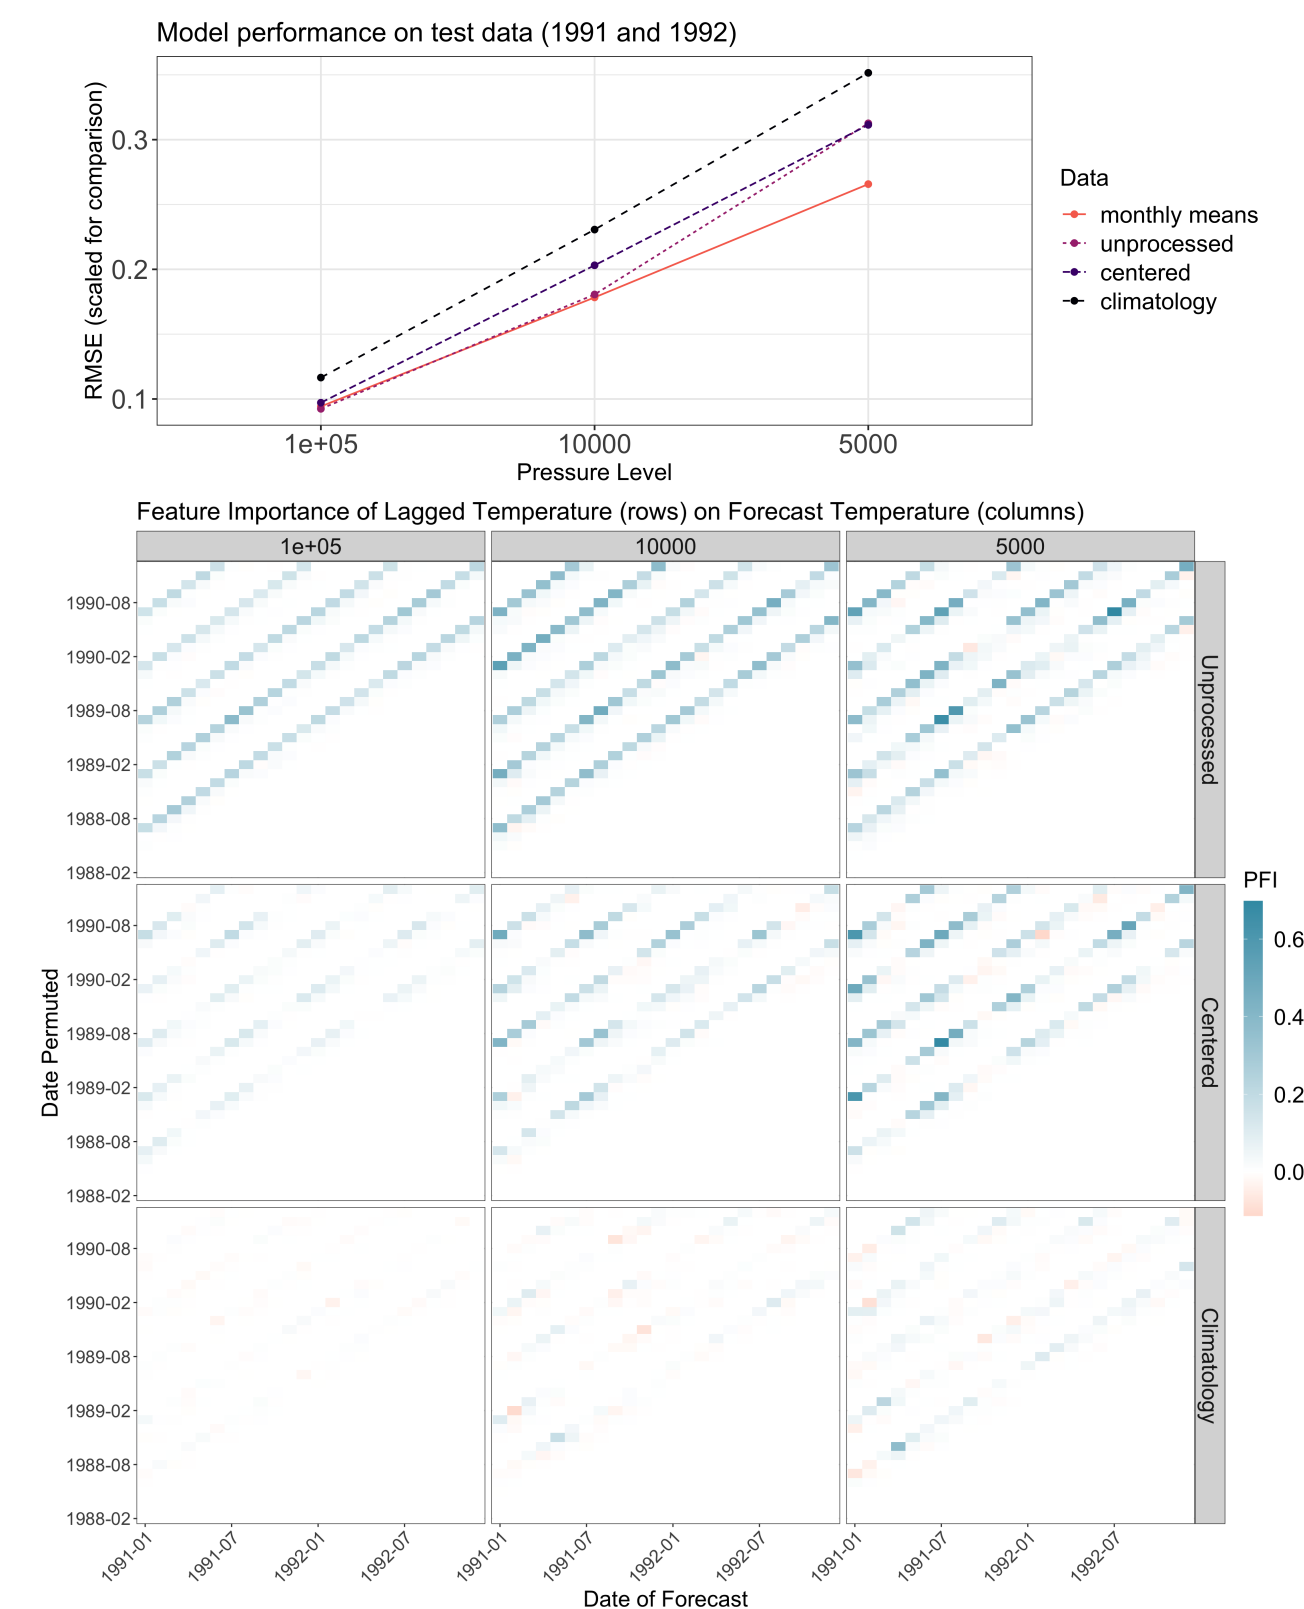 Model performance on test data (1991 and 1992)
RMSE (scaled for comparison)
0.3
0.2
0.1
1e+05
10000
5000
Pressure Level
Data
monthly means
unprocessed
centered
climatology
Feature Importance of Lagged Temperature (rows) on Forecast Temperature (columns)
1e+05
10000
5000
Date Permuted
1990-08
1990-02
1989-08
1989-02
1988-08
1988-02
Unprocessed
1990-08
1990-02
1989-08
1989-02
1988-08
1988-02
Centered
1990-08
1990-02
1989-08
1989-02
1988-08
1988-02
Climatology
1991-01
1991-07
1992-01
1992-07
1991-01
1991-07
1992-01
1992-07
1991-01
1991-07
1992-01
1992-07
Date of Forecast
PFI
0.6
0.4
0.2
0.0